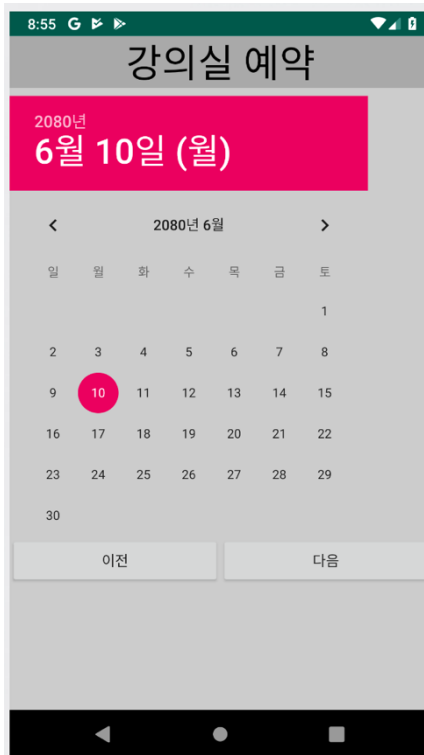 8:55 G
강의실 예약
2080년
6월 10일 (월)
2080년 6월
일 월 화 수 목 금 토
1
2 3 4 5 6 7 8
9 10 11 12 13 14 15
16 17 18 19 20 21 22
23 24 25 26 27 28 29
30
이전 다음